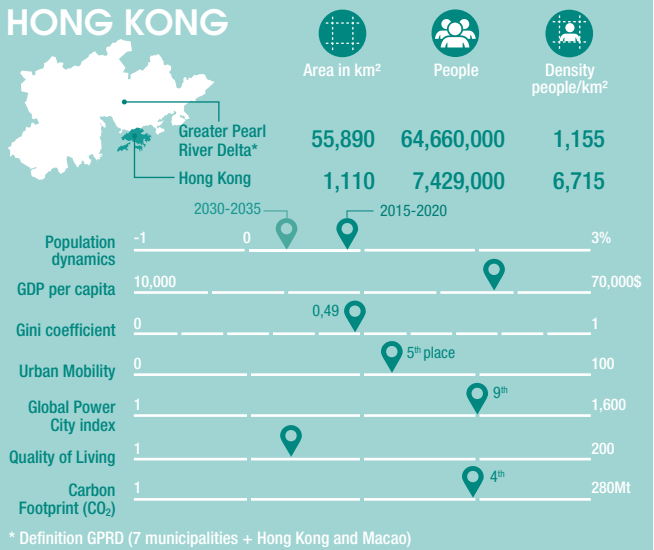 HONG KONG
Area in km²
People
Density
people/km²
Greater Pearl
River Delta*
55,890 64,660,000 1,155
Hong Kong
1,110 7,429,000 6,715
2030-2035
2015-2020
Population
dynamics
-1 0 3%
GDP per capita
10,000 70,000$
Gini coefficient
0 0,49 1
Urban Mobility
0 5th place 100
Global Power
City index
1 9th 1,600
Quality of Living
1 200
Carbon
Footprint (CO₂)
1 4th 280Mt
* Definition GPRD (7 municipalities + Hong Kong and Macao)